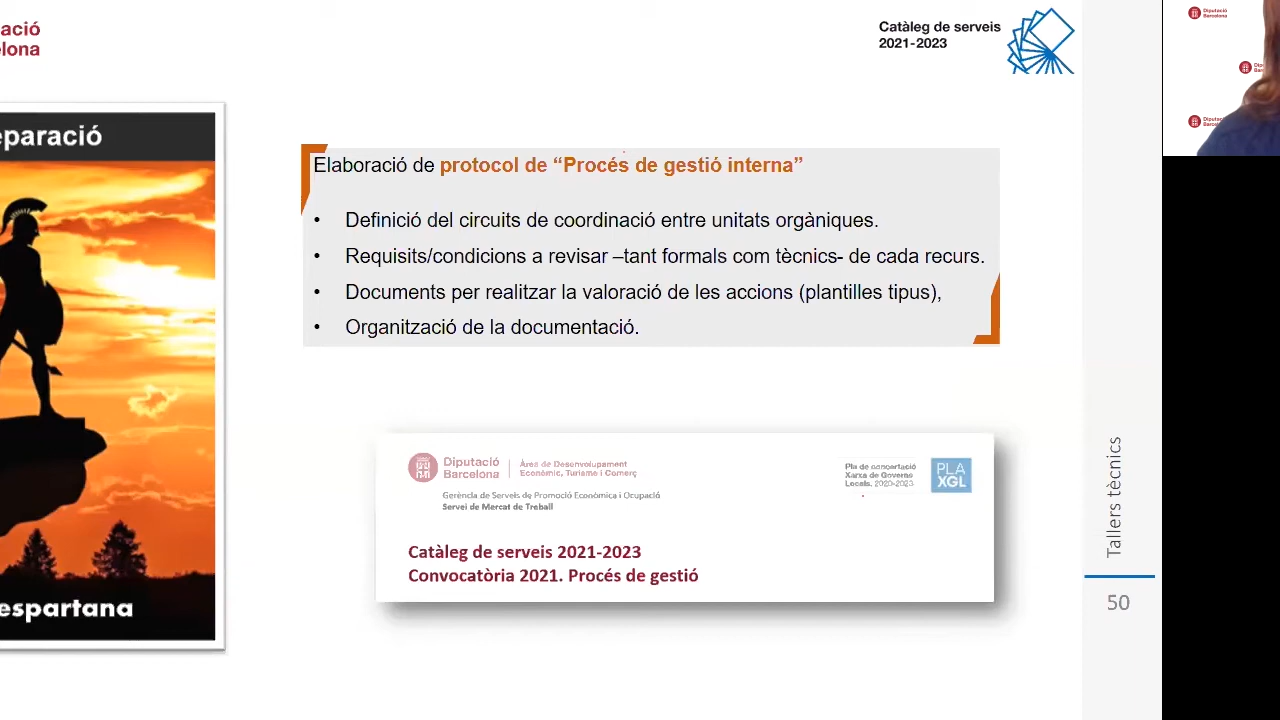 ació
elona
Catàleg de serveis
2021-2023
eparació
espartana
Elaboració de protocol de “Procés de gestió interna”
• Definició del circuits de coordinació entre unitats orgàniques.
• Requisits/condicions a revisar –tant formals com tècnics- de cada recurs.
• Documents per realitzar la valoració de les accions (plantilles tipus),
• Organització de la documentació.
Diputació
Barcelona
Àrea de Desenvolupament
Econòmic, Turisme i Comerç
Gerència de Serveis de Promoció Econòmica i Ocupació
Servei de Mercat de Treball
Pla de concertació
Xarxa de Governs
Locals, 2020-2023
PLA
XGL
Catàleg de serveis 2021-2023
Convocatòria 2021. Procés de gestió
Tallers tècnics
50
Diputació
Barcelona
Diputació
Barcelona